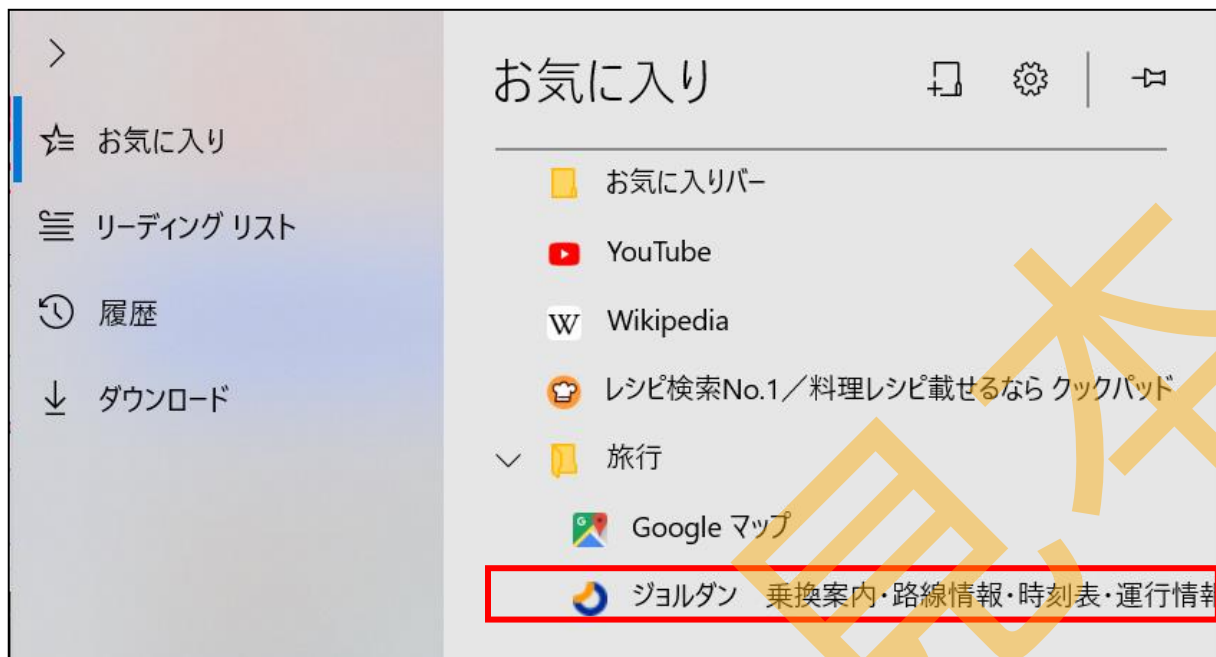 お気に入り
リーディング リスト
履歴
ダウンロード
お気に入り
お気に入りバー
YouTube
W Wikipedia
レシピ検索No.1／料理レシピ載せるなら クックパッド
旅行
G Google マップ
ジョルダン　乗換案内・路線情報・時刻表・運行情報
見本